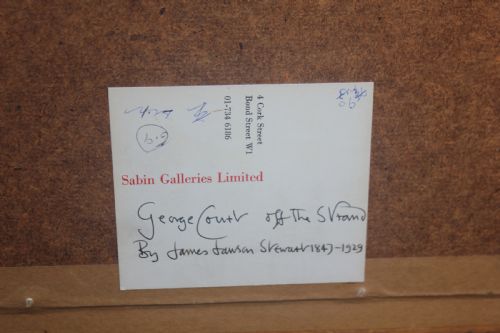 4 Cork Street
Bond Street W1
01-734 6186
Sabin Galleries Limited
George Court off The Strand
By James Lawson Stewart 1847-1929